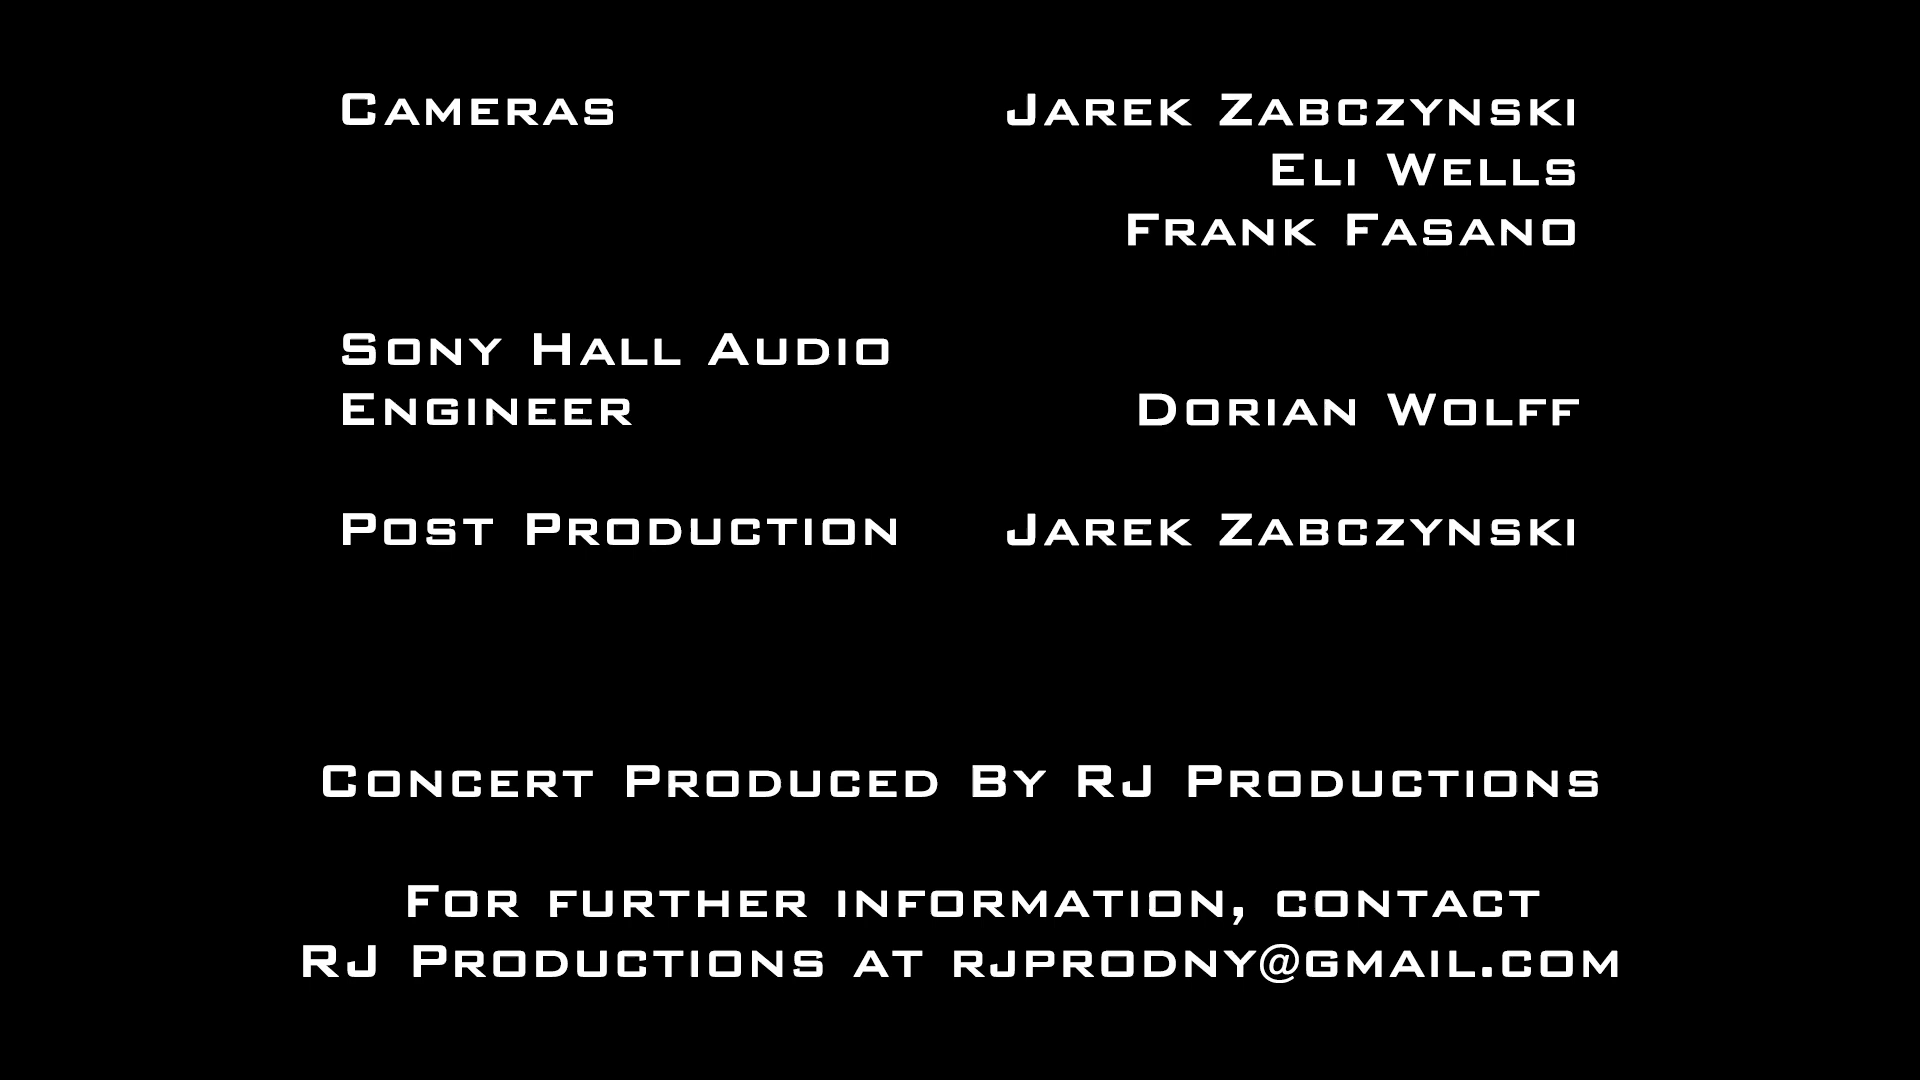 Cameras Jarek Zabczynski
Eli Wells
Frank Fasano
Sony Hall Audio
Engineer Dorian Wolff
Post Production Jarek Zabczynski
Concert Produced By RJ Productions
For further information, contact
RJ Productions at rjprodny@gmail.com